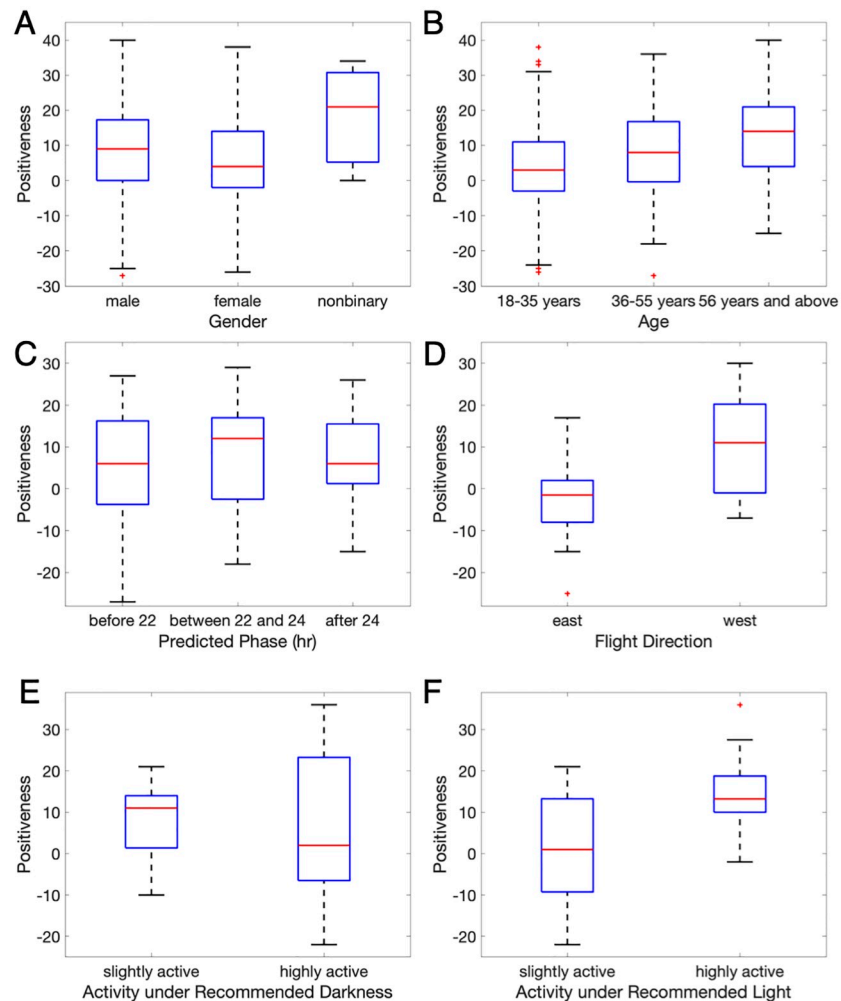 A
40
30
20
10
0
-10
-20
-30
Positiveness
male female nonbinary
Gender
B
40
30
20
10
0
-10
-20
-30
Positiveness
18-35 years 36-55 years 56 years and above
Age
C
30
20
10
0
-10
-20
Positiveness
before 22 between 22 and 24 after 24
Predicted Phase (hr)
D
30
20
10
0
-10
-20
Positiveness
east west
Flight Direction
E
30
20
10
0
-10
-20
Positiveness
slightly active highly active
Activity under Recommended Darkness
F
30
20
10
0
-10
-20
Positiveness
slightly active highly active
Activity under Recommended Light